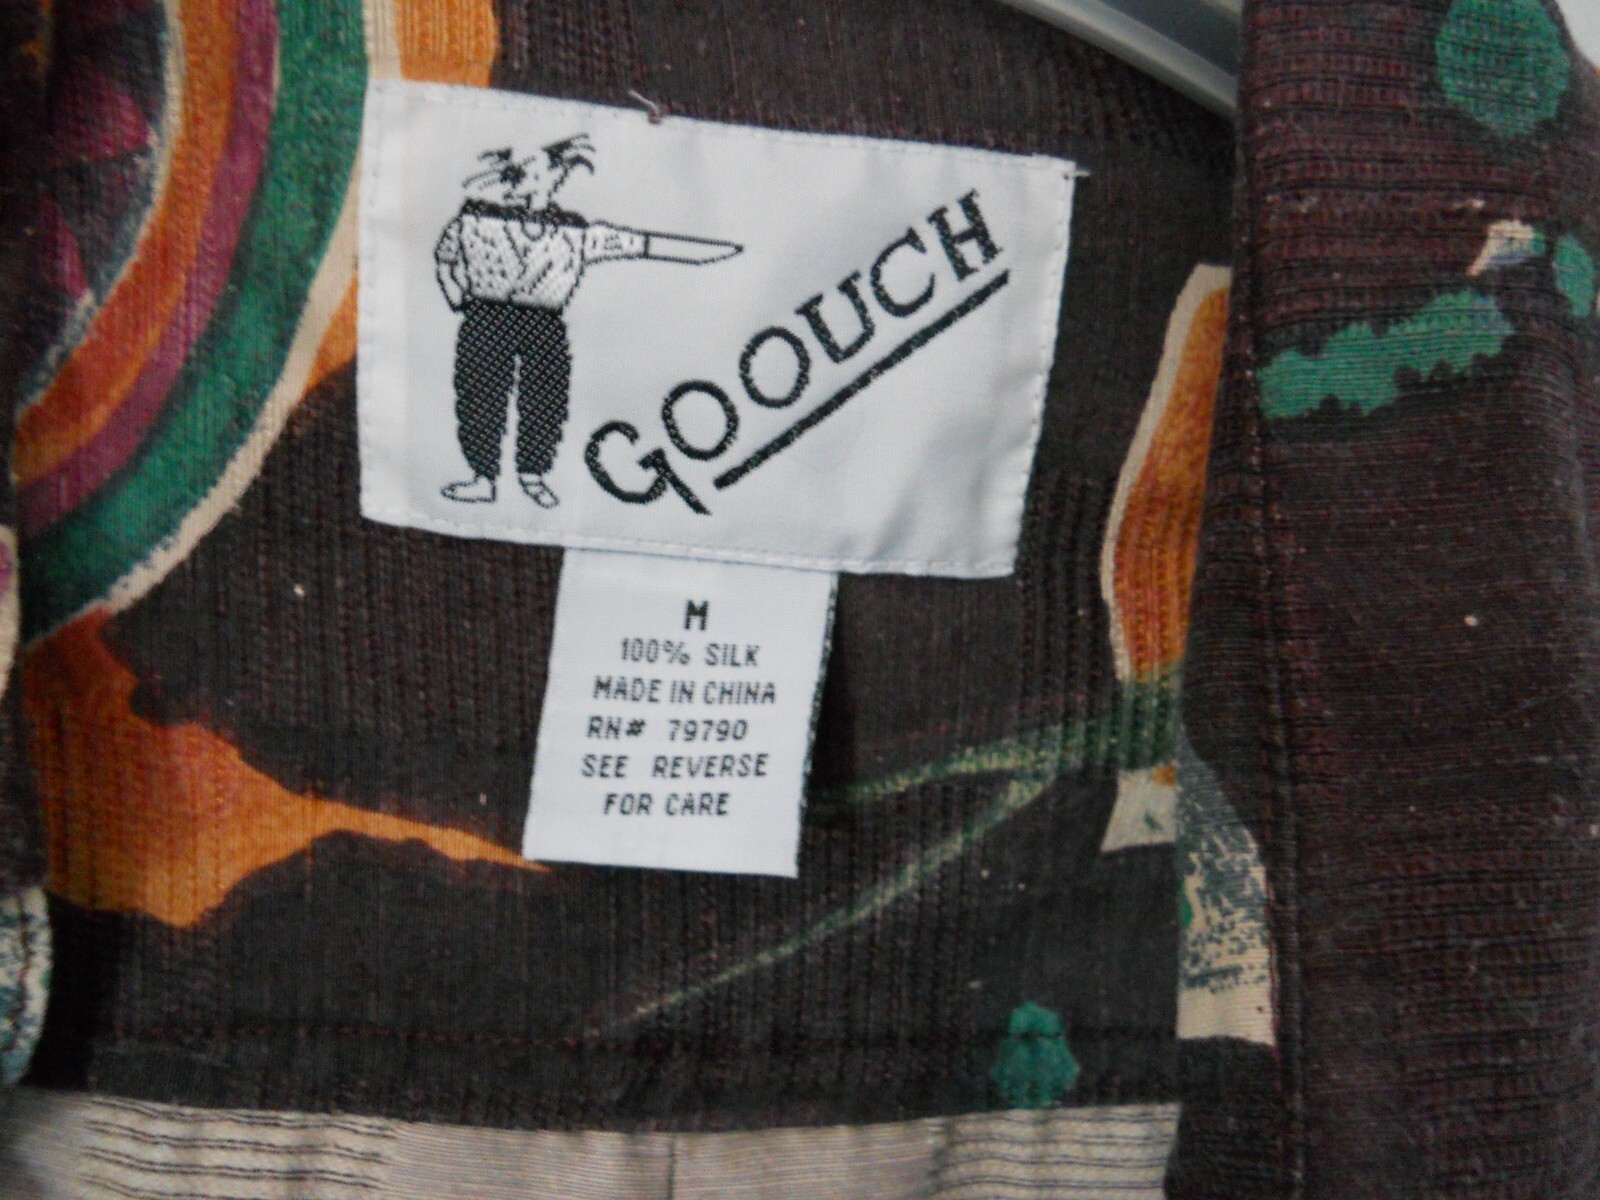 GOOUCH
M
100% SILK
MADE IN CHINA
RN# 79790
SEE REVERSE
FOR CARE